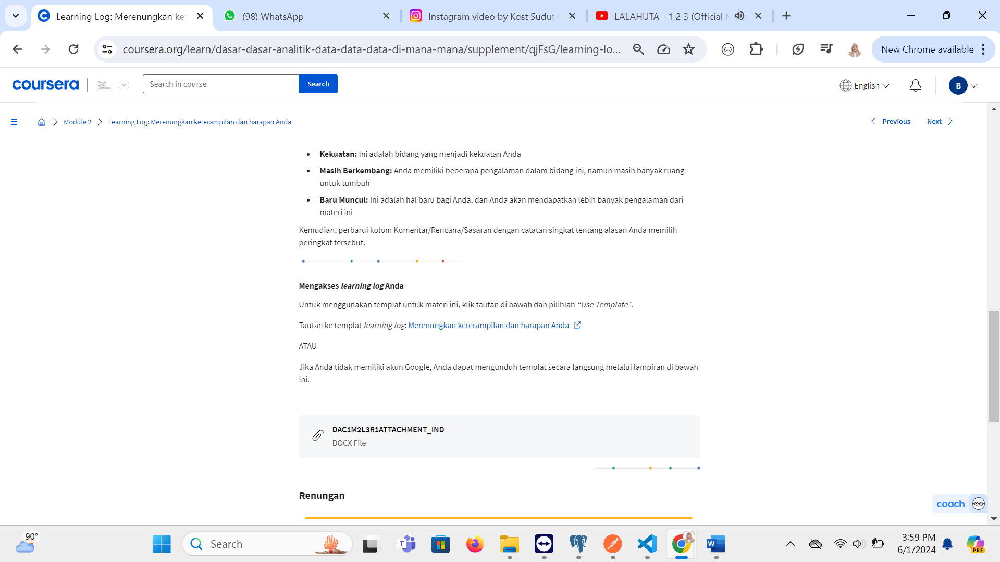 Learning Log: Merenungkan ket
(98) WhatsApp
Instagram video by Kost Sudut
LALAHUTA - 1 2 3 (Official
coursera.org/learn/dasar-dasar-analitik-data-data-data-di-mana-mana/supplement/qjFsG/learning-lo...
New Chrome available
coursera
Google
Career
Certificates
Search in course
Search
English
B
Module 2
Learning Log: Merenungkan keterampilan dan harapan Anda
Previous
Next
Kekuatan: Ini adalah bidang yang menjadi kekuatan Anda
Masih Berkembang: Anda memiliki beberapa pengalaman dalam bidang ini, namun masih banyak ruang
untuk tumbuh
Baru Muncul: Ini adalah hal baru bagi Anda, dan Anda akan mendapatkan lebih banyak pengalaman dari
materi ini
Kemudian, perbarui kolom Komentar/Rencana/Sasaran dengan catatan singkat tentang alasan Anda memilih
peringkat tersebut.
Mengakses learning log Anda
Untuk menggunakan templat untuk materi ini, klik tautan di bawah dan pilihlah “Use Template”.
Tautan ke templat learning log: Merenungkan keterampilan dan harapan Anda
ATAU
Jika Anda tidak memiliki akun Google, Anda dapat mengunduh templat secara langsung melalui lampiran di bawah
ini.
DAC1M2L3R1ATTACHMENT_IND
DOCX File
Renungan
coach
90°
Search
3:59 PM
6/1/2024
PRE